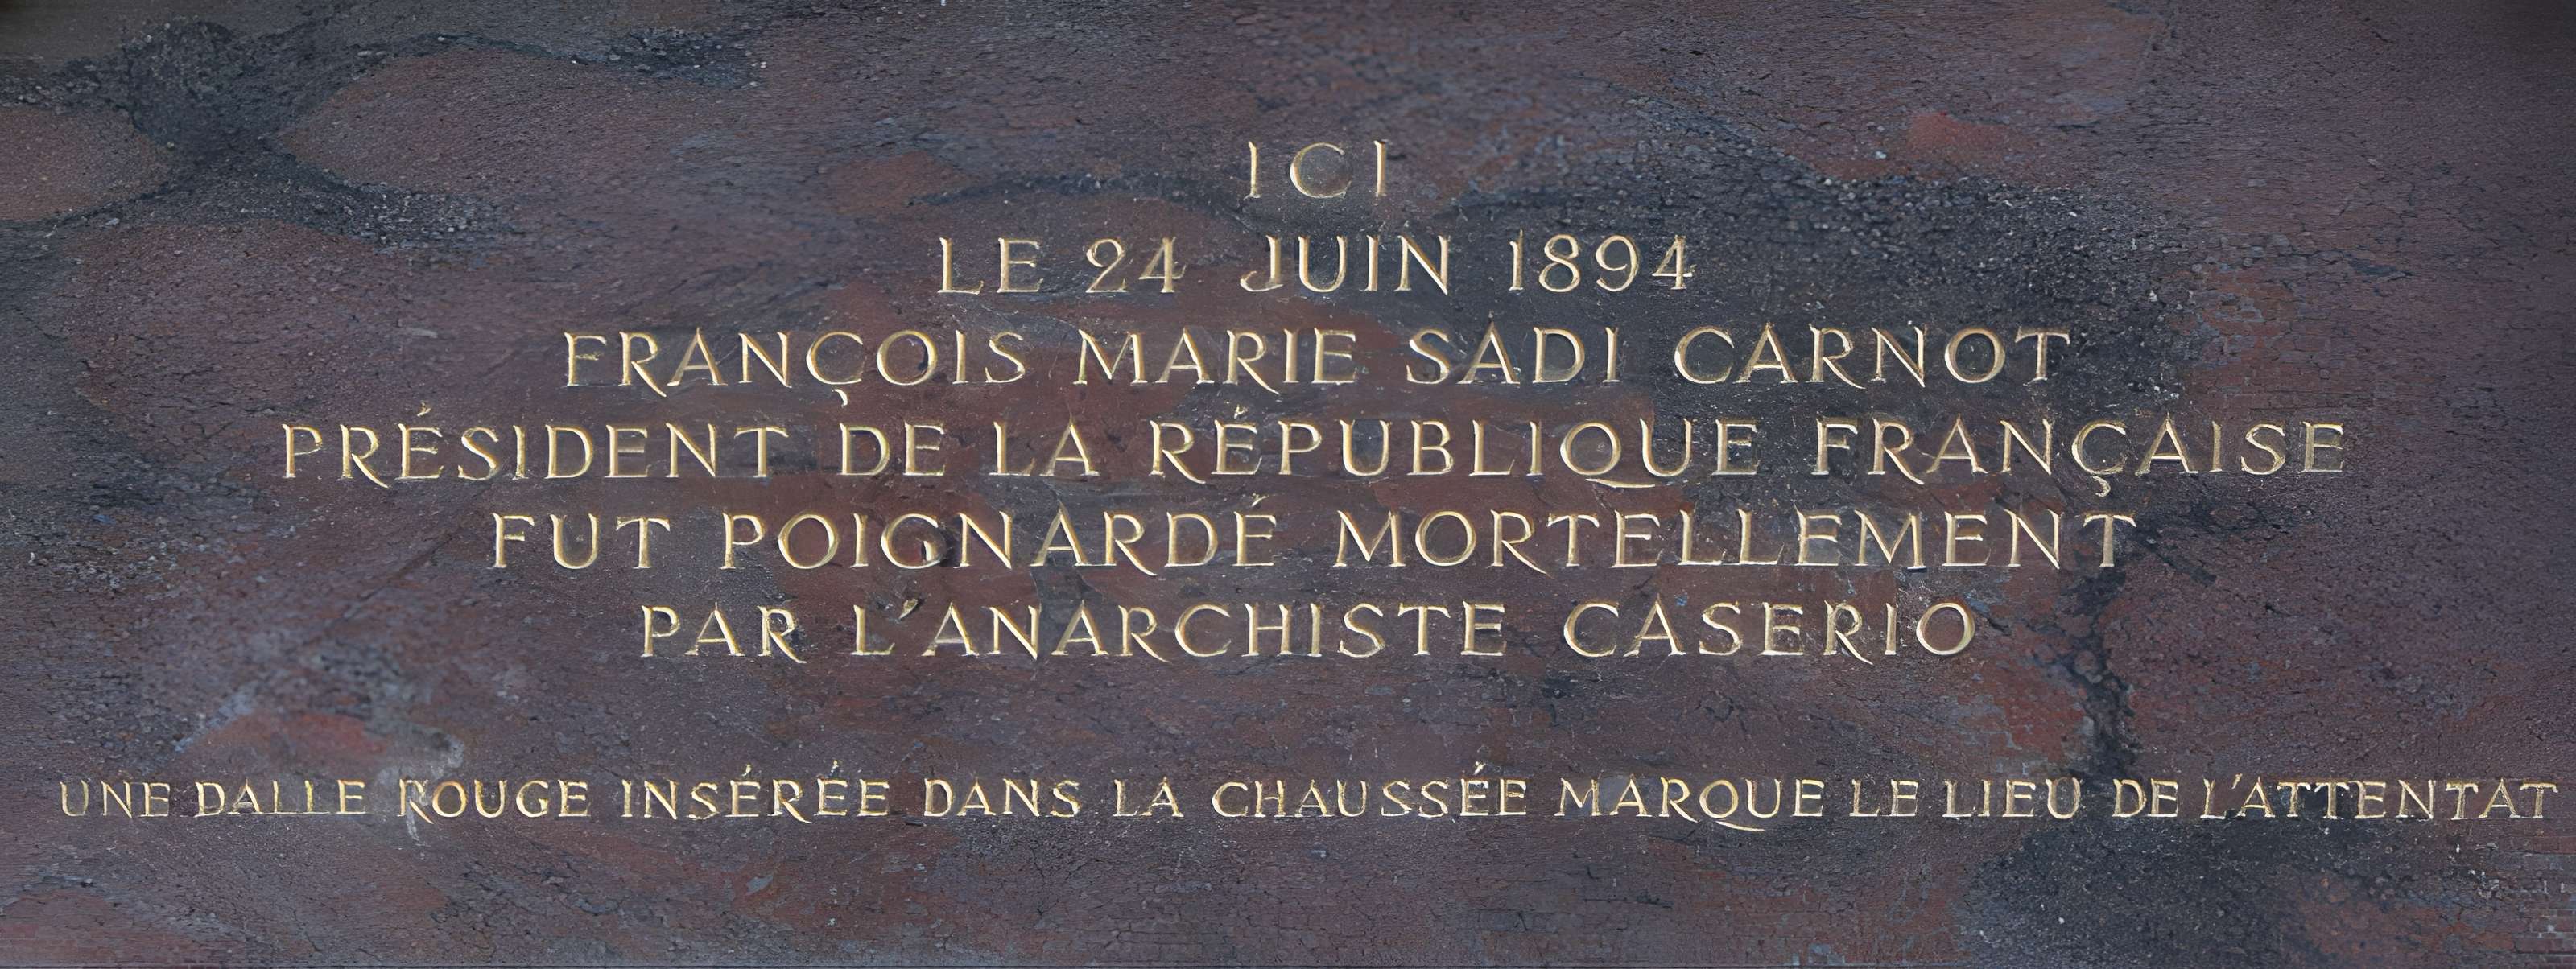 ICI
LE 24 JUIN 1894
FRANÇOIS MARIE SADI CARNOT
PRÉSIDENT DE LA RÉPUBLIQUE FRANÇAISE
FUT POIGNARDÉ MORTELLEMENT
PAR L'ANARCHISTE CASERIO
UNE DALLE ROUGE INSÉRÉE DANS LA CHAUSSÉE MARQUE LE LIEU DE L'ATTENTAT